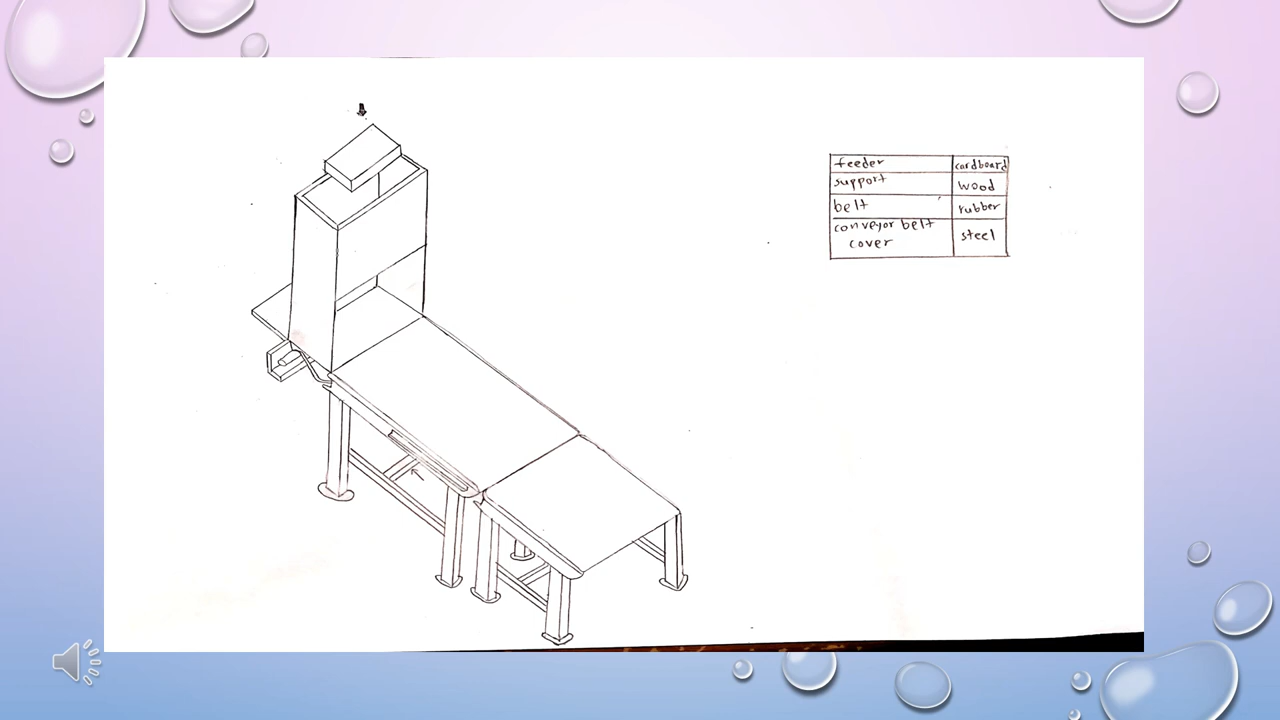 feeder cardboard
support wood
belt rubber
conveyor belt
cover steel